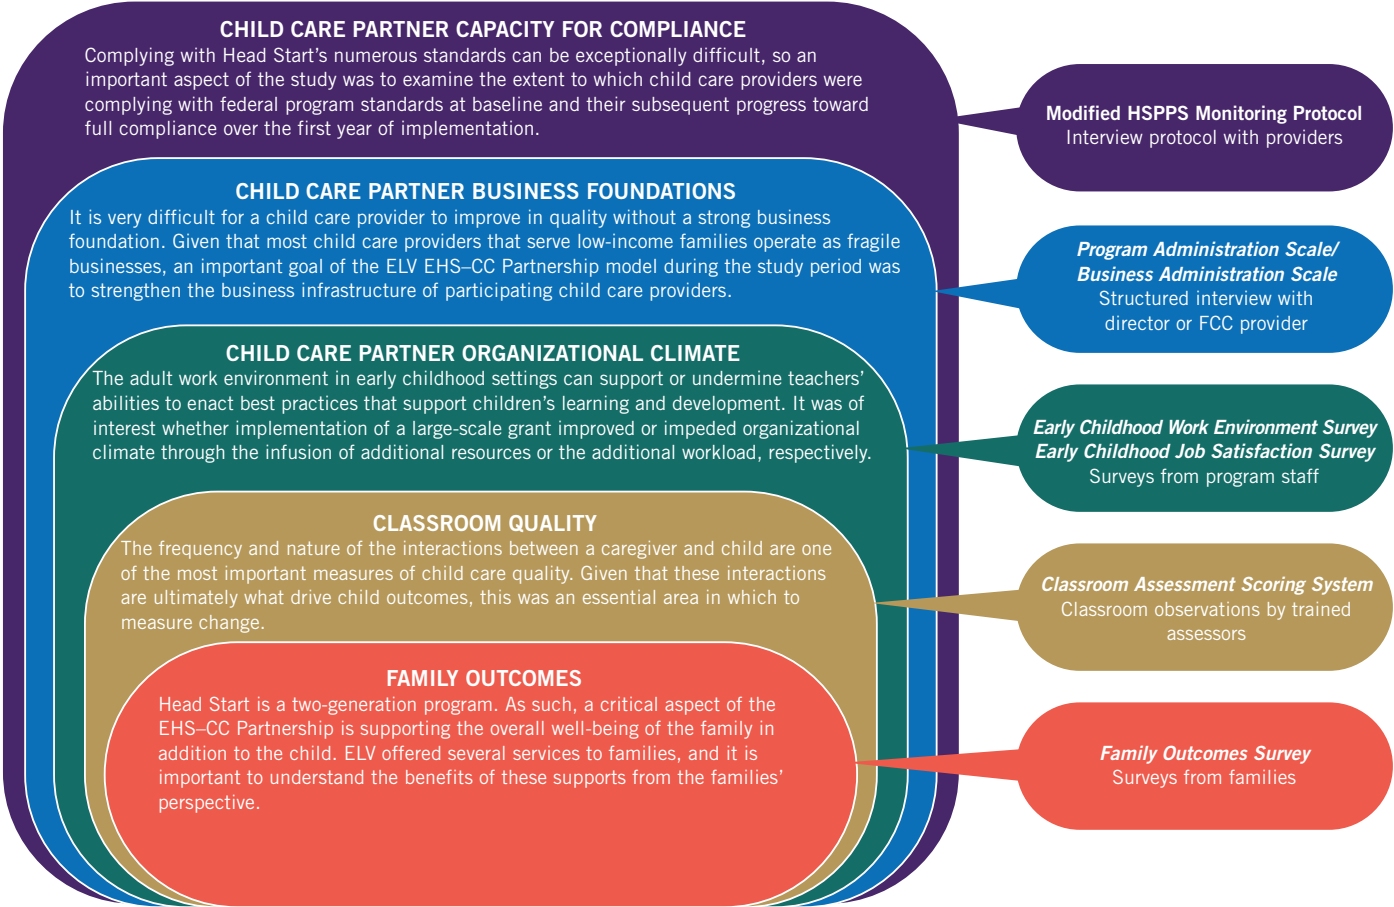 CHILD CARE PARTNER CAPACITY FOR COMPLIANCE
Complying with Head Start’s numerous standards can be exceptionally difficult, so an
important aspect of the study was to examine the extent to which child care providers were
complying with federal program standards at baseline and their subsequent progress toward
full compliance over the first year of implementation.
Modified HSPPS Monitoring Protocol
Interview protocol with providers
CHILD CARE PARTNER BUSINESS FOUNDATIONS
It is very difficult for a child care provider to improve in quality without a strong business
foundation. Given that most child care providers that serve low-income families operate as fragile
businesses, an important goal of the ELV EHS–CC Partnership model during the study period was
to strengthen the business infrastructure of participating child care providers.
Program Administration Scale/
Business Administration Scale
Structured interview with
director or FCC provider
CHILD CARE PARTNER ORGANIZATIONAL CLIMATE
The adult work environment in early childhood settings can support or undermine teachers’
abilities to enact best practices that support children’s learning and development. It was of
interest whether implementation of a large-scale grant improved or impeded organizational
climate through the infusion of additional resources or the additional workload, respectively.
Early Childhood Work Environment Survey
Early Childhood Job Satisfaction Survey
Surveys from program staff
CLASSROOM QUALITY
The frequency and nature of the interactions between a caregiver and child are one
of the most important measures of child care quality. Given that these interactions
are ultimately what drive child outcomes, this was an essential area in which to
measure change.
Classroom Assessment Scoring System
Classroom observations by trained
assessors
FAMILY OUTCOMES
Head Start is a two-generation program. As such, a critical aspect of the
EHS–CC Partnership is supporting the overall well-being of the family in
addition to the child. ELV offered several services to families, and it is
important to understand the benefits of these supports from the families’
perspective.
Family Outcomes Survey
Surveys from families